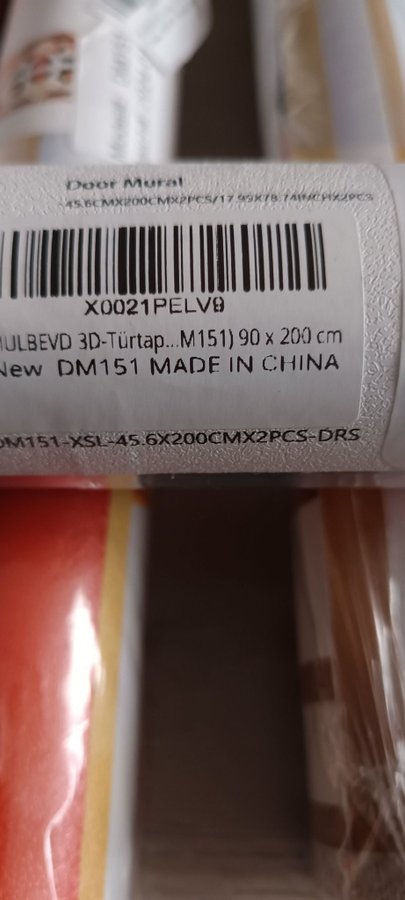 Door Mural
45.6CMX200CMX2PCS/17.95X78.74INCHX2PCS
X0021PELV9
MULBEVD 3D-Türtap...M151) 90 x 200 cm
New DM151 MADE IN CHINA
DM151-XSL-45.6X200CMX2PCS-DRS